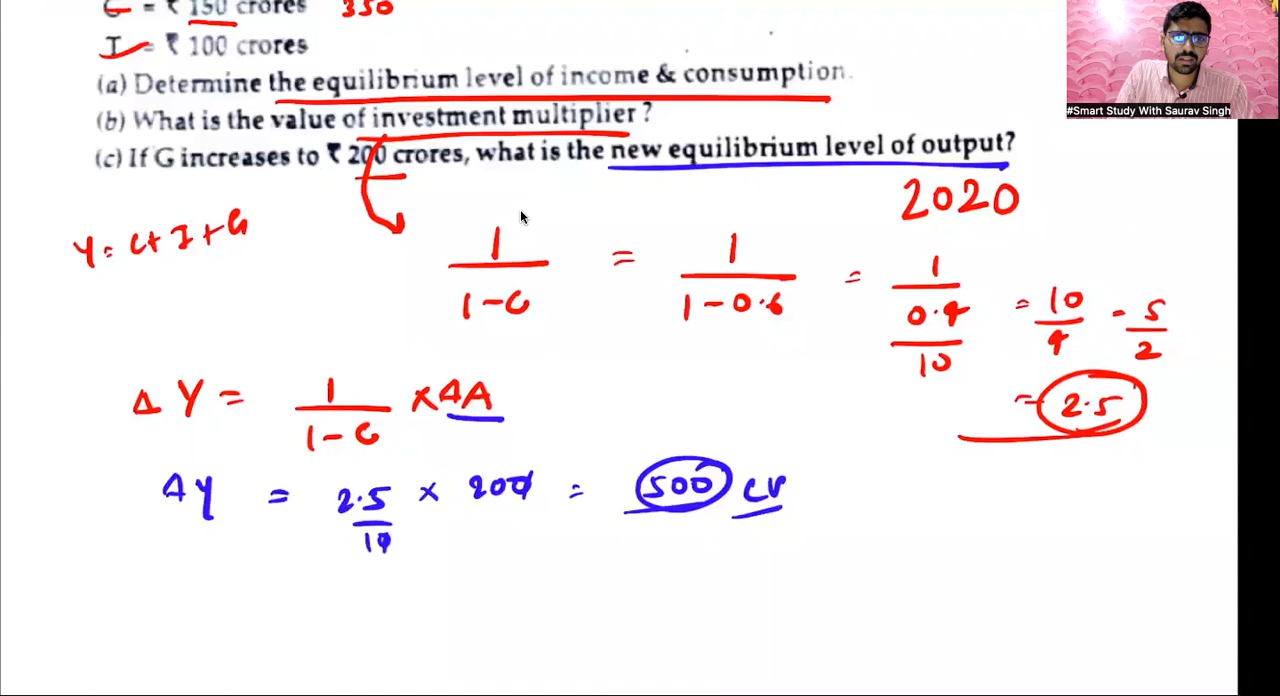 G = ₹ 150 crores 350
I = ₹ 100 crores
(a) Determine the equilibrium level of income & consumption.
(b) What is the value of investment multiplier ?
(c) If G increases to ₹ 200 crores, what is the new equilibrium level of output?
#Smart Study With Saurav Singh
2020
Y = C + I + G
1/1-C = 1/1-0.6 = 1/0.4/10 = 10/4 = 5/2
= 2.5
Δ Y = 1/1-C × ΔA
ΔY = 2.5/10 × 200 = 500 cr